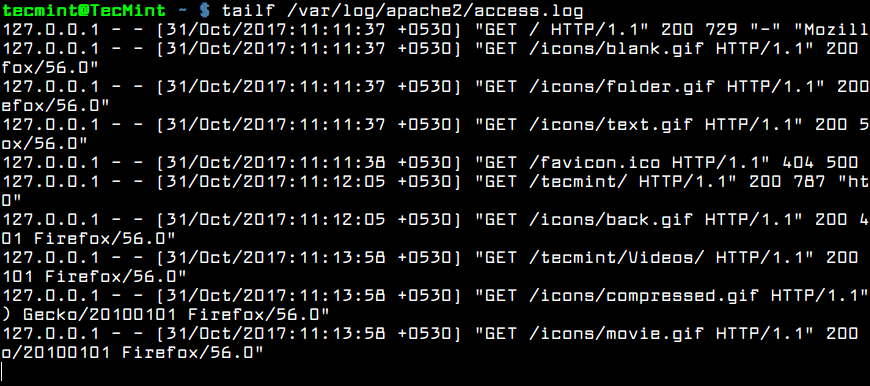 tecmint@TecMint ~ $ tailf /var/log/apache2/access.log
127.0.0.1 - - [31/Oct/2017:11:11:37 +0530] "GET / HTTP/1.1" 200 729 "-" "Mozill
127.0.0.1 - - [31/Oct/2017:11:11:37 +0530] "GET /icons/blank.gif HTTP/1.1" 200
fox/56.0"
127.0.0.1 - - [31/Oct/2017:11:11:37 +0530] "GET /icons/folder.gif HTTP/1.1" 200
efox/56.0"
127.0.0.1 - - [31/Oct/2017:11:11:37 +0530] "GET /icons/text.gif HTTP/1.1" 200 5
ox/56.0"
127.0.0.1 - - [31/Oct/2017:11:11:38 +0530] "GET /favicon.ico HTTP/1.1" 404 500
127.0.0.1 - - [31/Oct/2017:11:12:05 +0530] "GET /tecmint/ HTTP/1.1" 200 787 "ht
0"
127.0.0.1 - - [31/Oct/2017:11:12:05 +0530] "GET /icons/back.gif HTTP/1.1" 200 4
01 Firefox/56.0"
127.0.0.1 - - [31/Oct/2017:11:13:58 +0530] "GET /tecmint/Videos/ HTTP/1.1" 200
101 Firefox/56.0"
127.0.0.1 - - [31/Oct/2017:11:13:58 +0530] "GET /icons/compressed.gif HTTP/1.1"
) Gecko/20100101 Firefox/56.0"
127.0.0.1 - - [31/Oct/2017:11:13:58 +0530] "GET /icons/movie.gif HTTP/1.1" 200
o/20100101 Firefox/56.0"